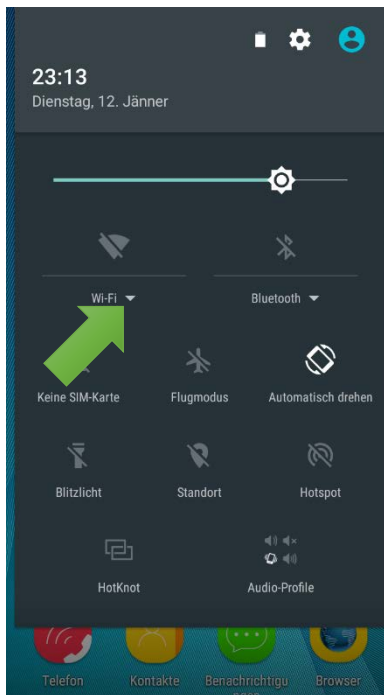 23:13
Dienstag, 12. Jänner
Wi-Fi
Bluetooth
Keine SIM-Karte
Flugmodus
Automatisch drehen
Blitzlicht
Standort
Hotspot
HotKnot
Audio-Profile
Telefon
Kontakte
Benachrichtigu
Browser